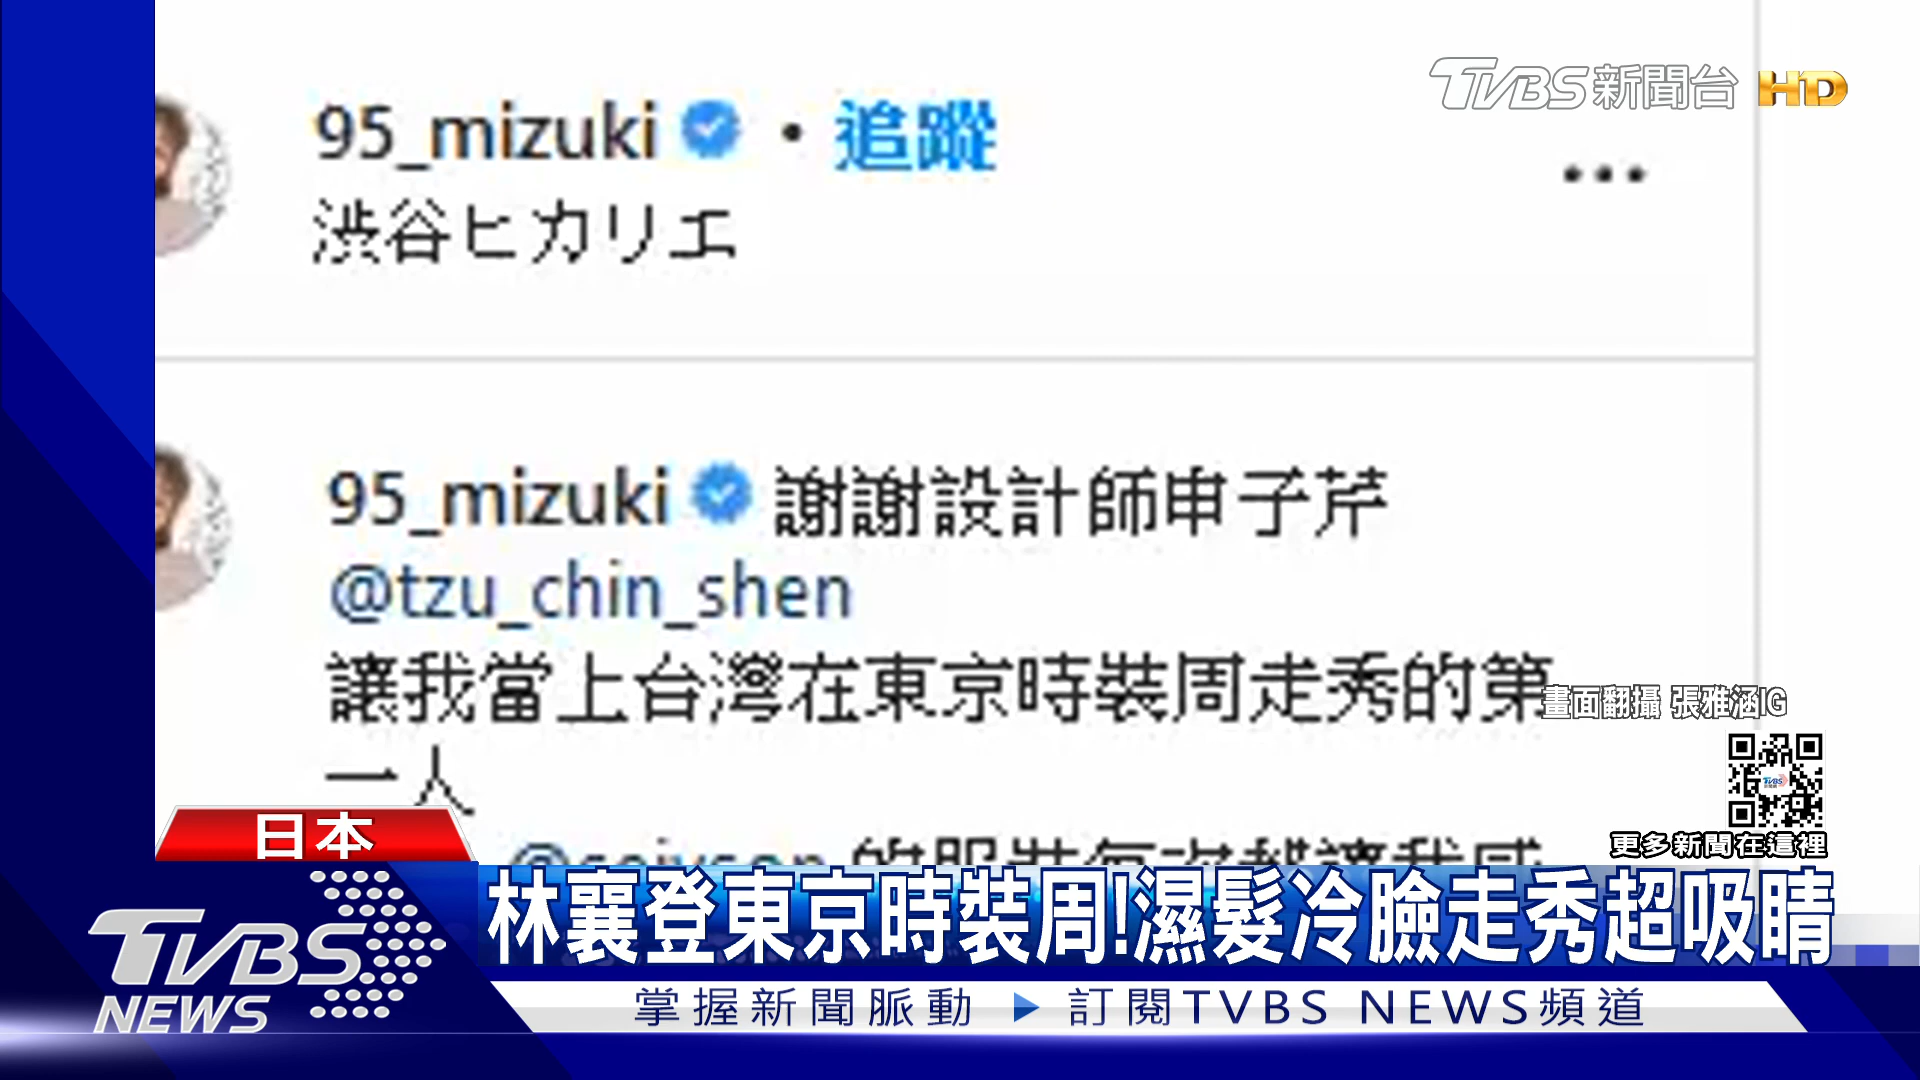 TVBS新聞台 HD
95_mizuki • 追蹤
...
渋谷ヒカリエ
95_mizuki 謝謝設計師申子芹
@tzu_chin_shen
讓我當上台灣在東京時裝周走秀的第
一人
畫面翻攝 張雅涵IG
TVBS
更多新聞在這裡
日本
林襄登東京時裝周!濕髮冷臉走秀超吸睛
TVBS
NEWS
掌握新聞脈動 ▶ 訂閱TVBS NEWS頻道